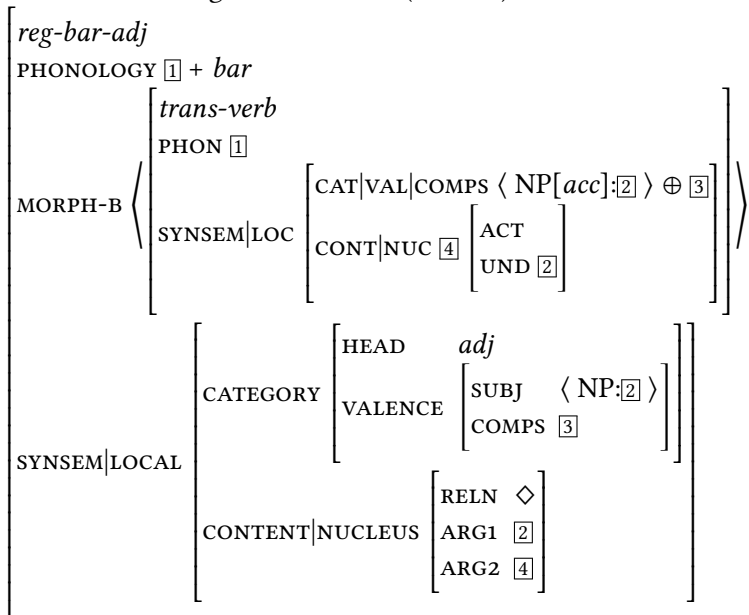 reg-bar-adj
PHONOLOGY 1 + bar
MORPH-B ⟨
trans-verb
PHON 1
SYNSEM|LOC
CAT|VAL|COMPS ⟨ NP[acc]:2 ⟩ ⊕ 3
CONT|NUC 4
ACT
UND 2
⟩
SYNSEM|LOCAL
CATEGORY
HEAD adj
VALENCE
SUBJ ⟨ NP:2 ⟩
COMPS 3
CONTENT|NUCLEUS
RELN ◇
ARG1 2
ARG2 4